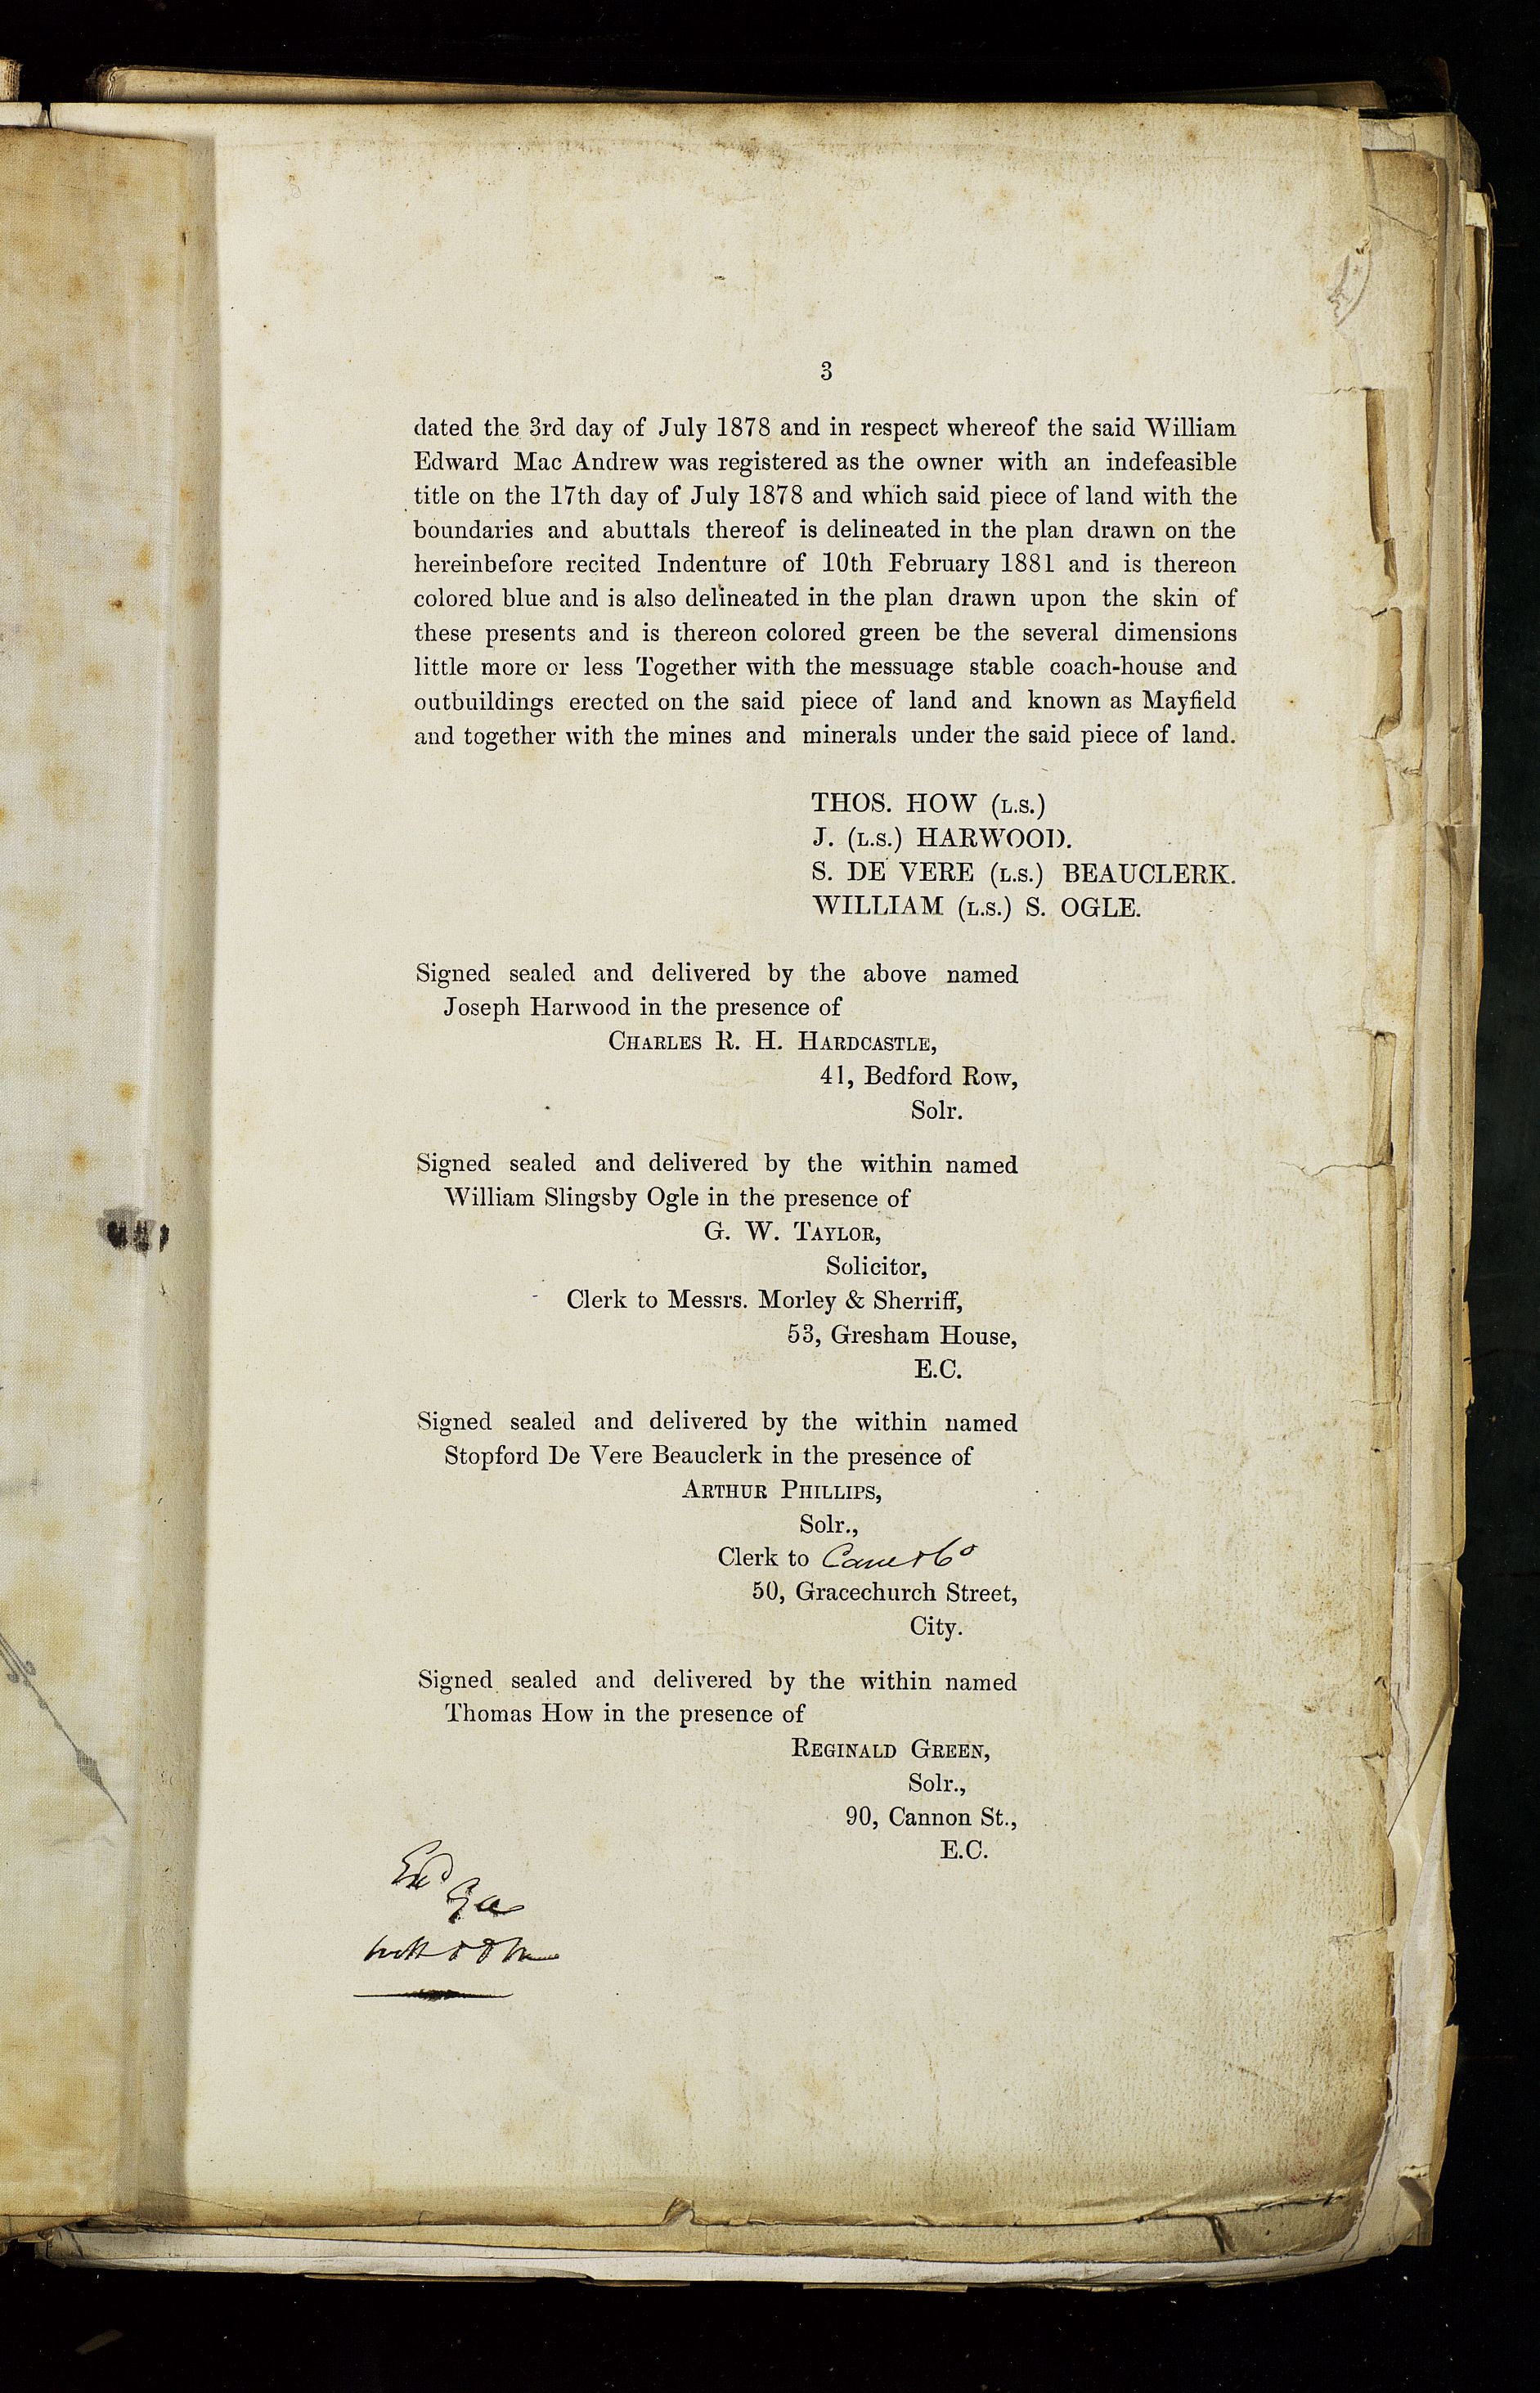 3
dated the 3rd day of July 1878 and in respect whereof the said William
Edward Mac Andrew was registered as the owner with an indefeasible
title on the 17th day of July 1878 and which said piece of land with the
boundaries and abuttals thereof is delineated in the plan drawn on the
hereinbefore recited Indenture of 10th February 1881 and is thereon
colored blue and is also delineated in the plan drawn upon the skin of
these presents and is thereon colored green be the several dimensions
little more or less Together with the messuage stable coach-house and
outbuildings erected on the said piece of land and known as Mayfield
and together with the mines and minerals under the said piece of land.
THOS. HOW (L.S.)
J. (L.S.) HARWOOD.
S. DE VERE (L.S.) BEAUCLERK.
WILLIAM (L.S.) S. OGLE.
Signed sealed and delivered by the above named
Joseph Harwood in the presence of
CHARLES R. H. HARDCASTLE,
41, Bedford Row,
Solr.
Signed sealed and delivered by the within named
William Slingsby Ogle in the presence of
G. W. TAYLOR,
Solicitor,
Clerk to Messrs. Morley & Sherriff,
53, Gresham House,
E.C.
Signed sealed and delivered by the within named
Stopford De Vere Beauclerk in the presence of
ARTHUR PHILLIPS,
Solr.,
Clerk to
50, Gracechurch Street,
City.
Signed sealed and delivered by the within named
Thomas How in the presence of
REGINALD GREEN,
Solr.,
90, Cannon St.,
E.C.